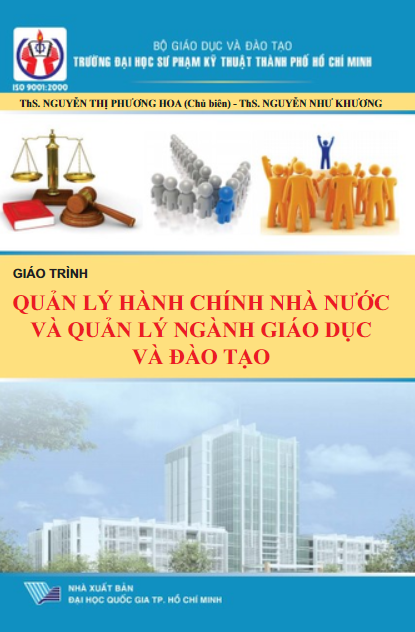 BỘ GIÁO DỤC VÀ ĐÀO TẠO
TRƯỜNG ĐẠI HỌC SƯ PHẠM KỸ THUẬT THÀNH PHỐ HỒ CHÍ MINH
ISO 9001:2000
ThS. NGUYỄN THỊ PHƯƠNG HOA (Chủ biên) - ThS. NGUYỄN NHƯ KHƯƠNG
GIÁO TRÌNH
QUẢN LÝ HÀNH CHÍNH NHÀ NƯỚC
VÀ QUẢN LÝ NGÀNH GIÁO DỤC
VÀ ĐÀO TẠO
NHÀ XUẤT BẢN
ĐẠI HỌC QUỐC GIA TP. HỒ CHÍ MINH